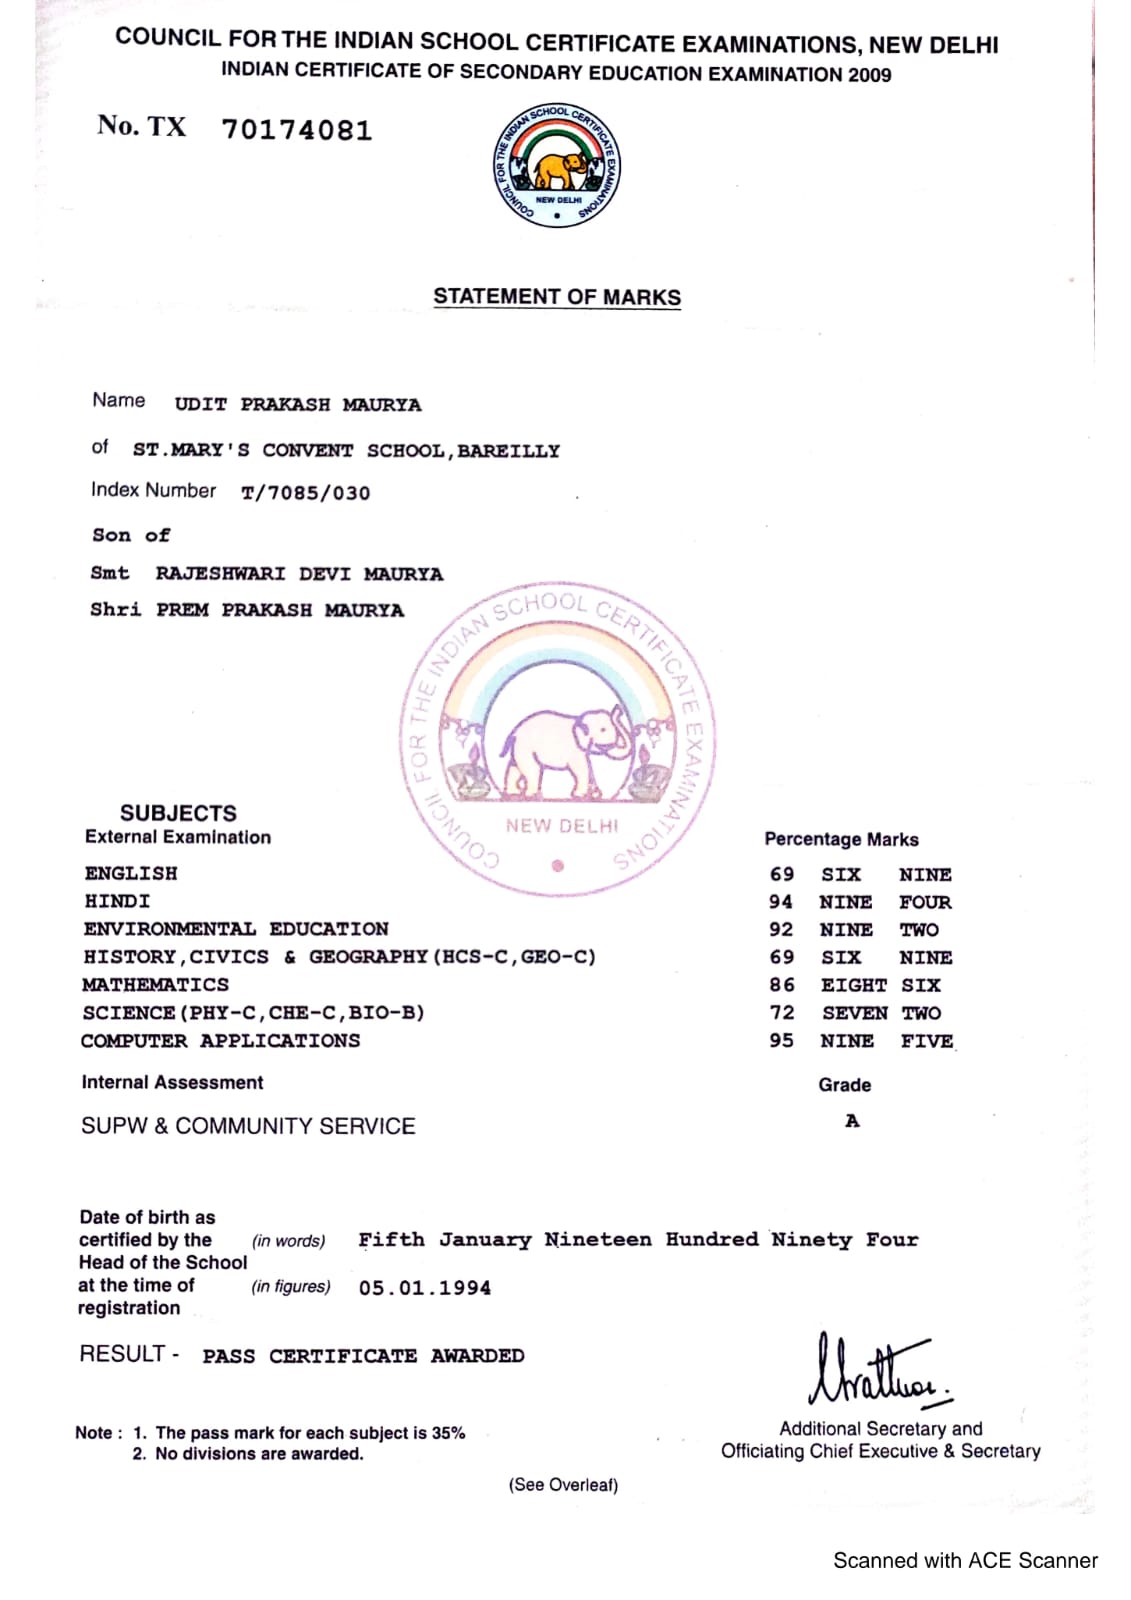 COUNCIL FOR THE INDIAN SCHOOL CERTIFICATE EXAMINATIONS, NEW DELHI
INDIAN CERTIFICATE OF SECONDARY EDUCATION EXAMINATION 2009
No. TX 70174081
COUNCIL FOR THE INDIAN SCHOOL CERTIFICATE EXAMINATIONS
NEW DELHI
STATEMENT OF MARKS
Name UDIT PRAKASH MAURYA
of ST.MARY'S CONVENT SCHOOL,BAREILLY
Index Number T/7085/030
Son of
Smt RAJESHWARI DEVI MAURYA
Shri PREM PRAKASH MAURYA
COUNCIL FOR THE INDIAN SCHOOL CERTIFICATE EXAMINATIONS
NEW DELHI
SUBJECTS
External Examination Percentage Marks
ENGLISH 69 SIX NINE
HINDI 94 NINE FOUR
ENVIRONMENTAL EDUCATION 92 NINE TWO
HISTORY,CIVICS & GEOGRAPHY(HCS-C,GEO-C) 69 SIX NINE
MATHEMATICS 86 EIGHT SIX
SCIENCE(PHY-C,CHE-C,BIO-B) 72 SEVEN TWO
COMPUTER APPLICATIONS 95 NINE FIVE
Internal Assessment Grade
SUPW & COMMUNITY SERVICE A
Date of birth as
certified by the (in words) Fifth January Nineteen Hundred Ninety Four
Head of the School
at the time of (in figures) 05.01.1994
registration
RESULT - PASS CERTIFICATE AWARDED
Note : 1. The pass mark for each subject is 35%
2. No divisions are awarded.
Additional Secretary and
Officiating Chief Executive & Secretary
(See Overleaf)
Scanned with ACE Scanner